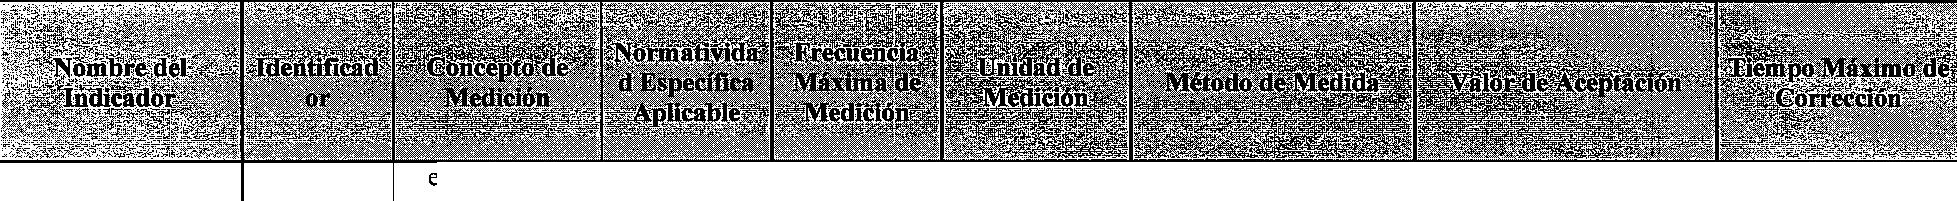 Nombre del
Indicador
Identificad
or
Concepto de
Medición
Normativida
d Específica
Aplicable
Frecuencia
Máxima de
Medición
Unidad de
Medición
Método de Medida
Valor de Aceptación
Tiempo Máximo de
Corrección
e